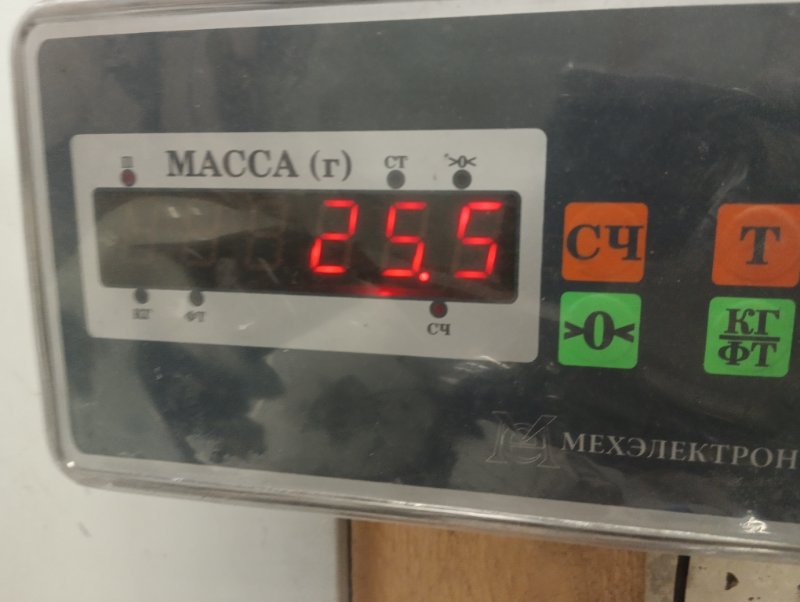 П МАССА (г) СТ >0<
25.5
КГ ФТ СЧ
СЧ Т
>0< КГ
ФТ
МЕХЭЛЕКТРОН